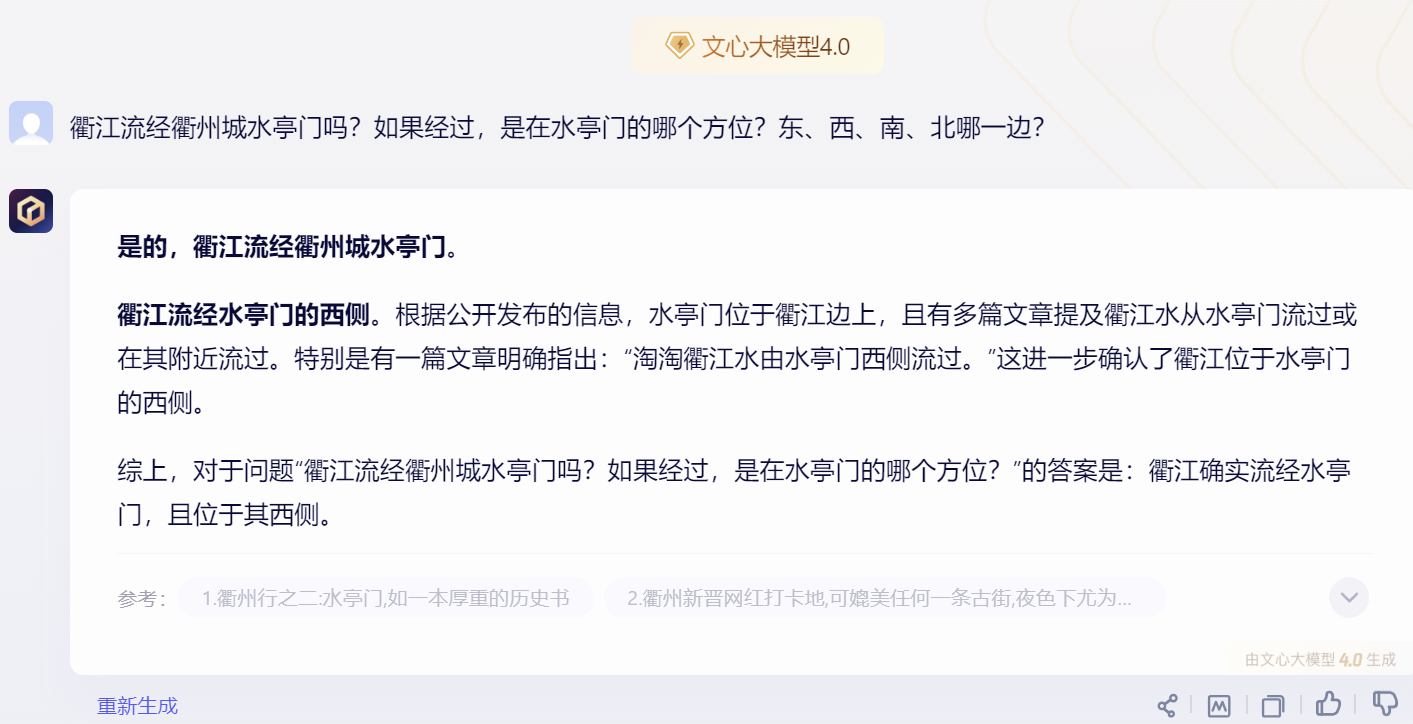 文心大模型4.0
衢江流经衢州城水亭门吗？如果经过，是在水亭门的哪个方位？东、西、南、北哪一边？
是的，衢江流经衢州城水亭门。
衢江流经水亭门的西侧。根据公开发布的信息，水亭门位于衢江边上，且有多篇文章提及衢江水从水亭门流过或
在其附近流过。特别是有一篇文章明确指出：“淘淘衢江水由水亭门西侧流过。”这进一步确认了衢江位于水亭门
的西侧。
综上，对于问题“衢江流经衢州城水亭门吗？如果经过，是在水亭门的哪个方位？”的答案是：衢江确实流经水亭
门，且位于其西侧。
参考：
1.衢州行之二:水亭门,如一本厚重的历史书
2.衢州新晋网红打卡地,可媲美任何一条古街,夜色下尤为...
由文心大模型 4.0 生成
重新生成